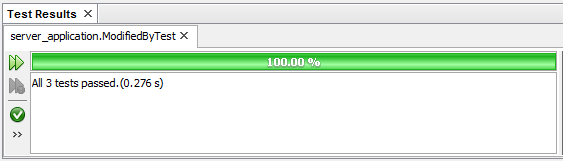 Test Results
server_application.ModifiedByTest
100.00 %
All 3 tests passed.(0.276 s)
>>